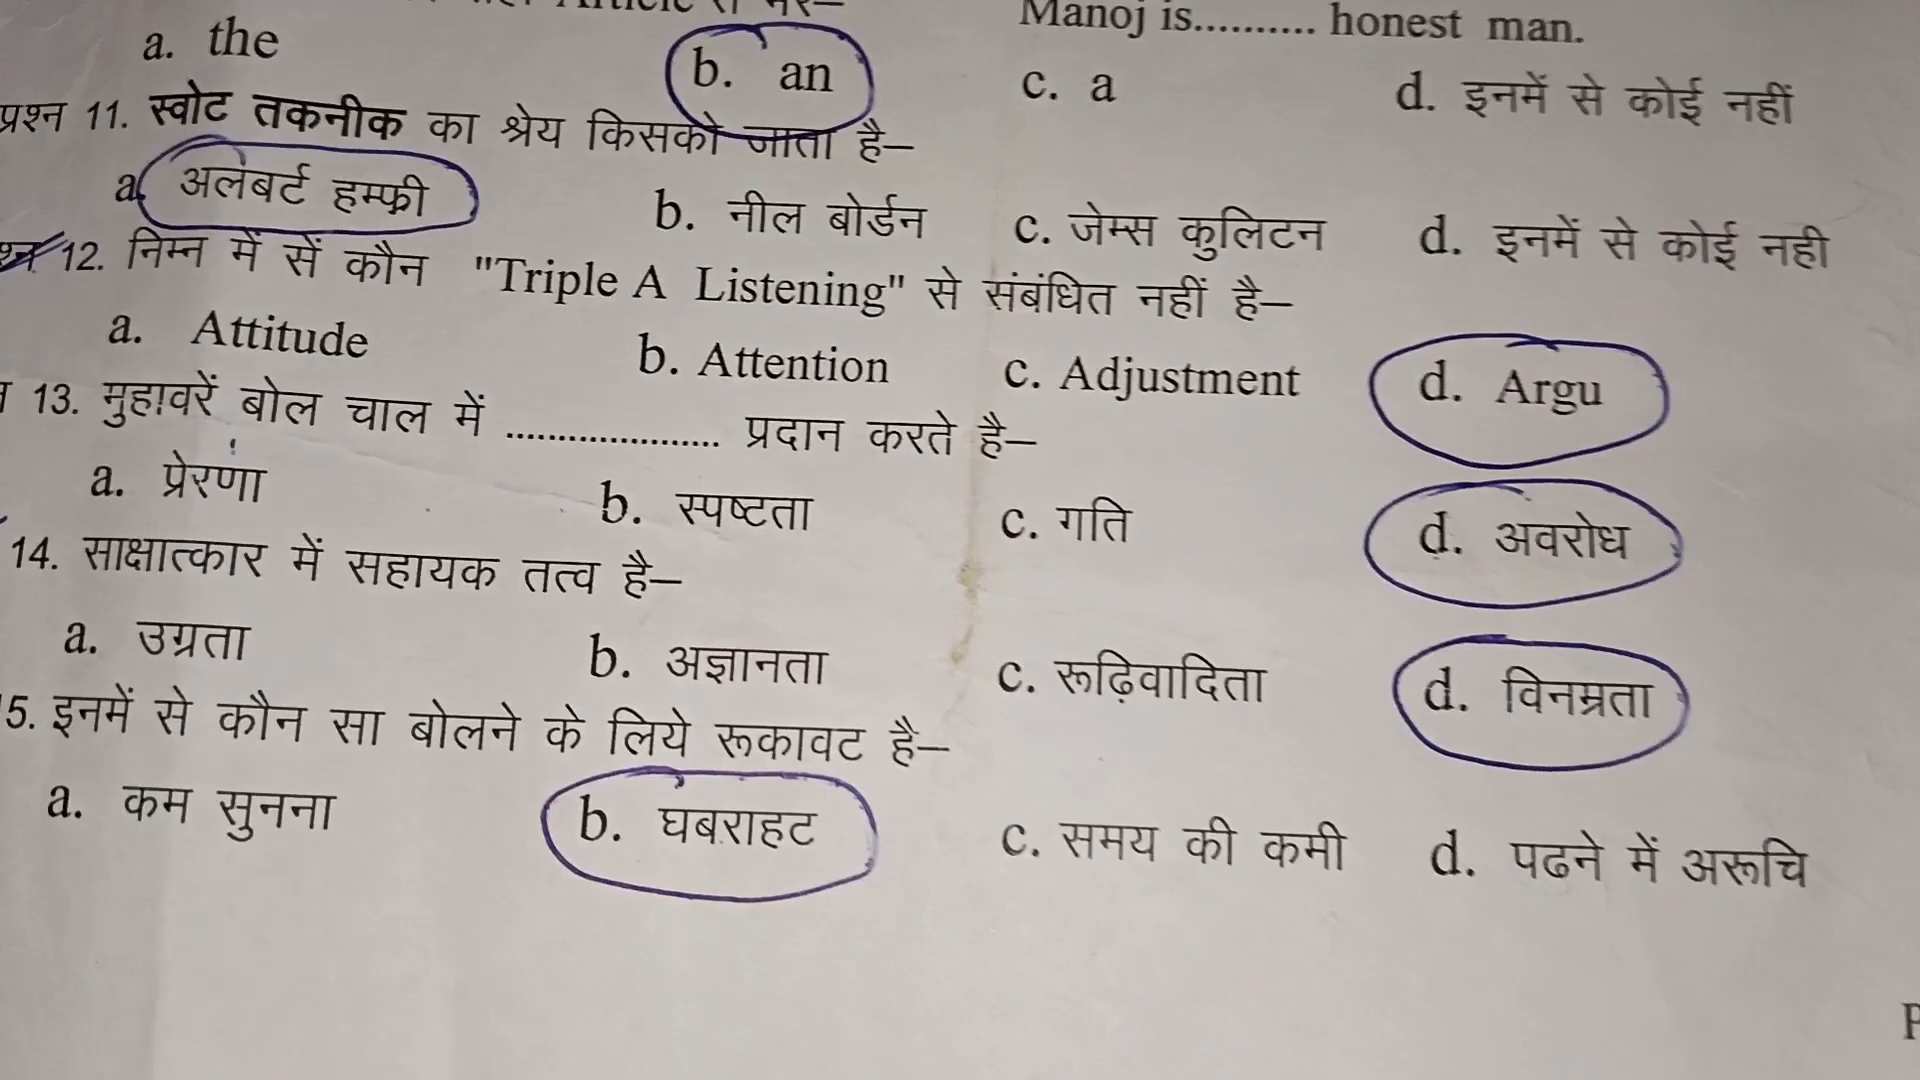 Article
Manoj is.......... honest man.
a. the b. an c. a d. इनमें से कोई नहीं
प्रश्न 11. स्वोट तकनीक का श्रेय किसको जाता है–
a. अलबर्ट हम्फ्री b. नील बोर्डन c. जेम्स कुलिटन d. इनमें से कोई नही
12. निम्न में सें कौन "Triple A Listening" से संबंधित नहीं है–
a. Attitude b. Attention c. Adjustment d. Argu
13. मुहावरें बोल चाल में ..................... प्रदान करते है–
a. प्रेरणा b. स्पष्टता c. गति d. अवरोध
14. साक्षात्कार में सहायक तत्व है–
a. उग्रता b. अज्ञानता c. रूढ़िवादिता d. विनम्रता
5. इनमें से कौन सा बोलने के लिये रूकावट है–
a. कम सुनना b. घबराहट c. समय की कमी d. पढने में अरूचि